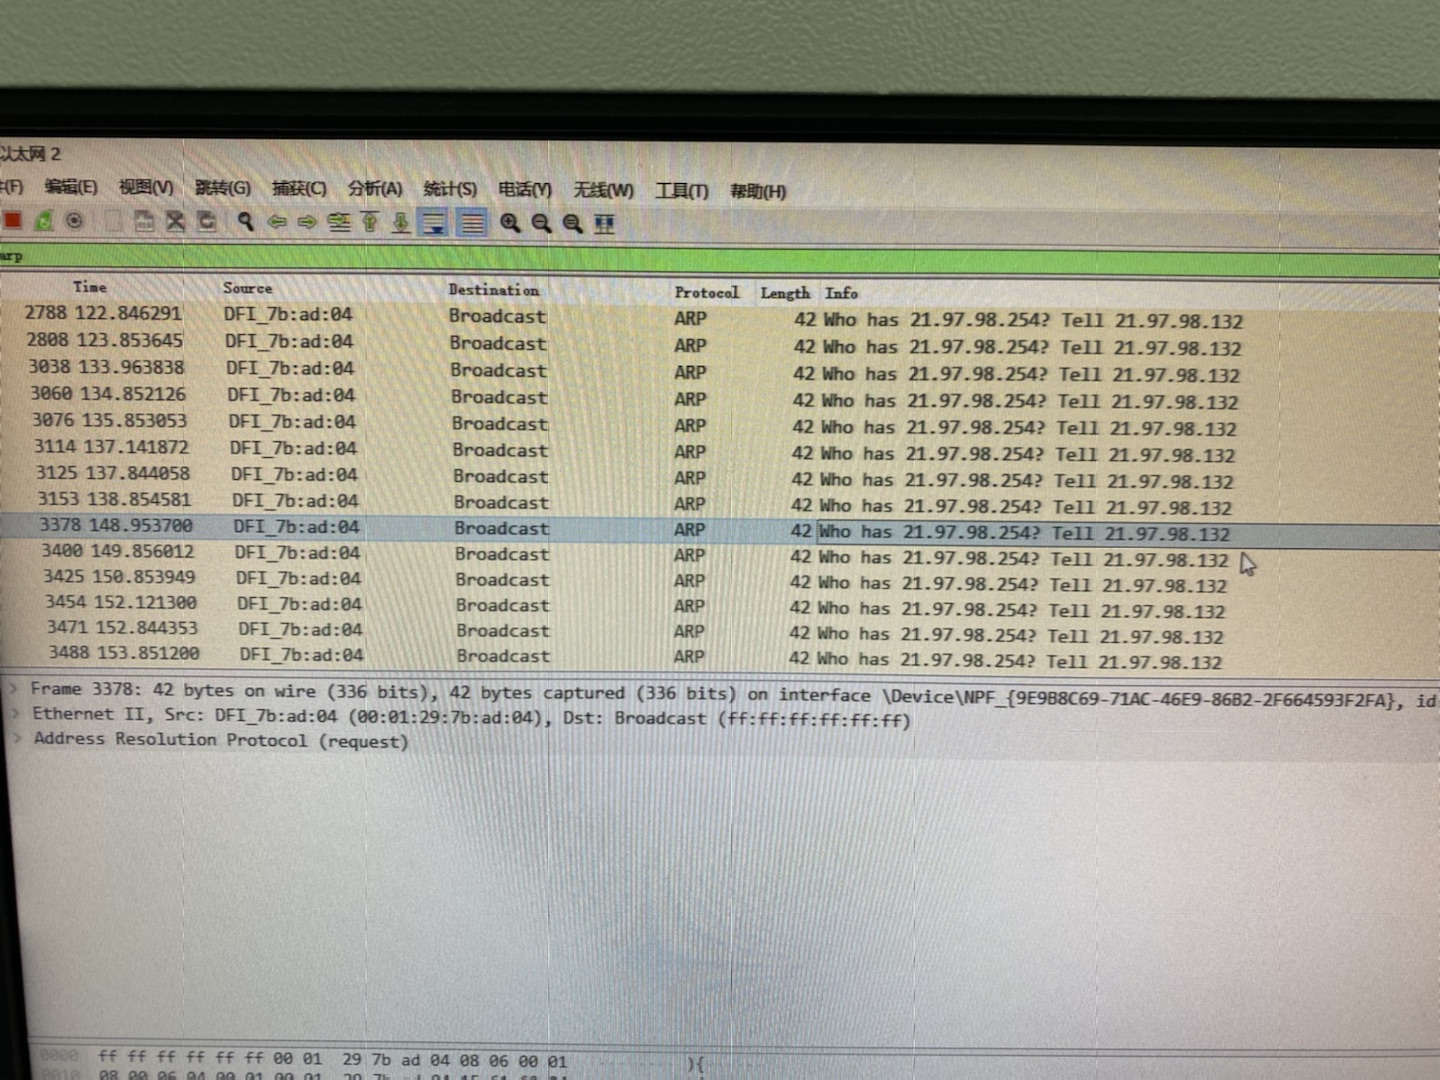 以太网 2
(F) 编辑(E) 视图(V) 跳转(G) 捕获(C) 分析(A) 统计(S) 电话(Y) 无线(W) 工具(T) 帮助(H)
arp
Time Source Destination Protocol Length Info
2788 122.846291 DFI_7b:ad:04 Broadcast ARP 42 Who has 21.97.98.254? Tell 21.97.98.132
2808 123.853645 DFI_7b:ad:04 Broadcast ARP 42 Who has 21.97.98.254? Tell 21.97.98.132
3038 133.963838 DFI_7b:ad:04 Broadcast ARP 42 Who has 21.97.98.254? Tell 21.97.98.132
3060 134.852126 DFI_7b:ad:04 Broadcast ARP 42 Who has 21.97.98.254? Tell 21.97.98.132
3076 135.853053 DFI_7b:ad:04 Broadcast ARP 42 Who has 21.97.98.254? Tell 21.97.98.132
3114 137.141872 DFI_7b:ad:04 Broadcast ARP 42 Who has 21.97.98.254? Tell 21.97.98.132
3125 137.844058 DFI_7b:ad:04 Broadcast ARP 42 Who has 21.97.98.254? Tell 21.97.98.132
3153 138.854581 DFI_7b:ad:04 Broadcast ARP 42 Who has 21.97.98.254? Tell 21.97.98.132
3378 148.953700 DFI_7b:ad:04 Broadcast ARP 42 Who has 21.97.98.254? Tell 21.97.98.132
3400 149.856012 DFI_7b:ad:04 Broadcast ARP 42 Who has 21.97.98.254? Tell 21.97.98.132
3425 150.853949 DFI_7b:ad:04 Broadcast ARP 42 Who has 21.97.98.254? Tell 21.97.98.132
3454 152.121300 DFI_7b:ad:04 Broadcast ARP 42 Who has 21.97.98.254? Tell 21.97.98.132
3471 152.844353 DFI_7b:ad:04 Broadcast ARP 42 Who has 21.97.98.254? Tell 21.97.98.132
3488 153.851200 DFI_7b:ad:04 Broadcast ARP 42 Who has 21.97.98.254? Tell 21.97.98.132
Frame 3378: 42 bytes on wire (336 bits), 42 bytes captured (336 bits) on interface \Device\NPF_{9E9B8C69-71AC-46E9-86B2-2F664593F2FA}, id
Ethernet II, Src: DFI_7b:ad:04 (00:01:29:7b:ad:04), Dst: Broadcast (ff:ff:ff:ff:ff:ff)
Address Resolution Protocol (request)
0000 ff ff ff ff ff ff 00 01 29 7b ad 04 08 06 00 01 ){